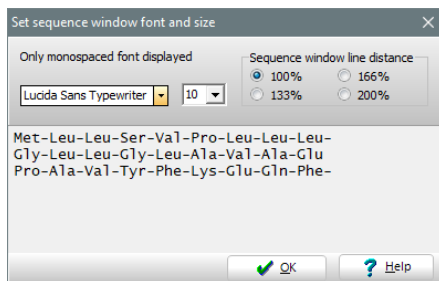 Set sequence window font and size
Only monospaced font displayed
Lucida Sans Typewriter
10
Sequence window line distance
100%
166%
133%
200%
Met-Leu-Leu-Ser-Val-Pro-Leu-Leu-Leu-
Gly-Leu-Leu-Gly-Leu-Ala-Val-Ala-Glu
Pro-Ala-Val-Tyr-Phe-Lys-Glu-Gln-Phe-
OK
Help